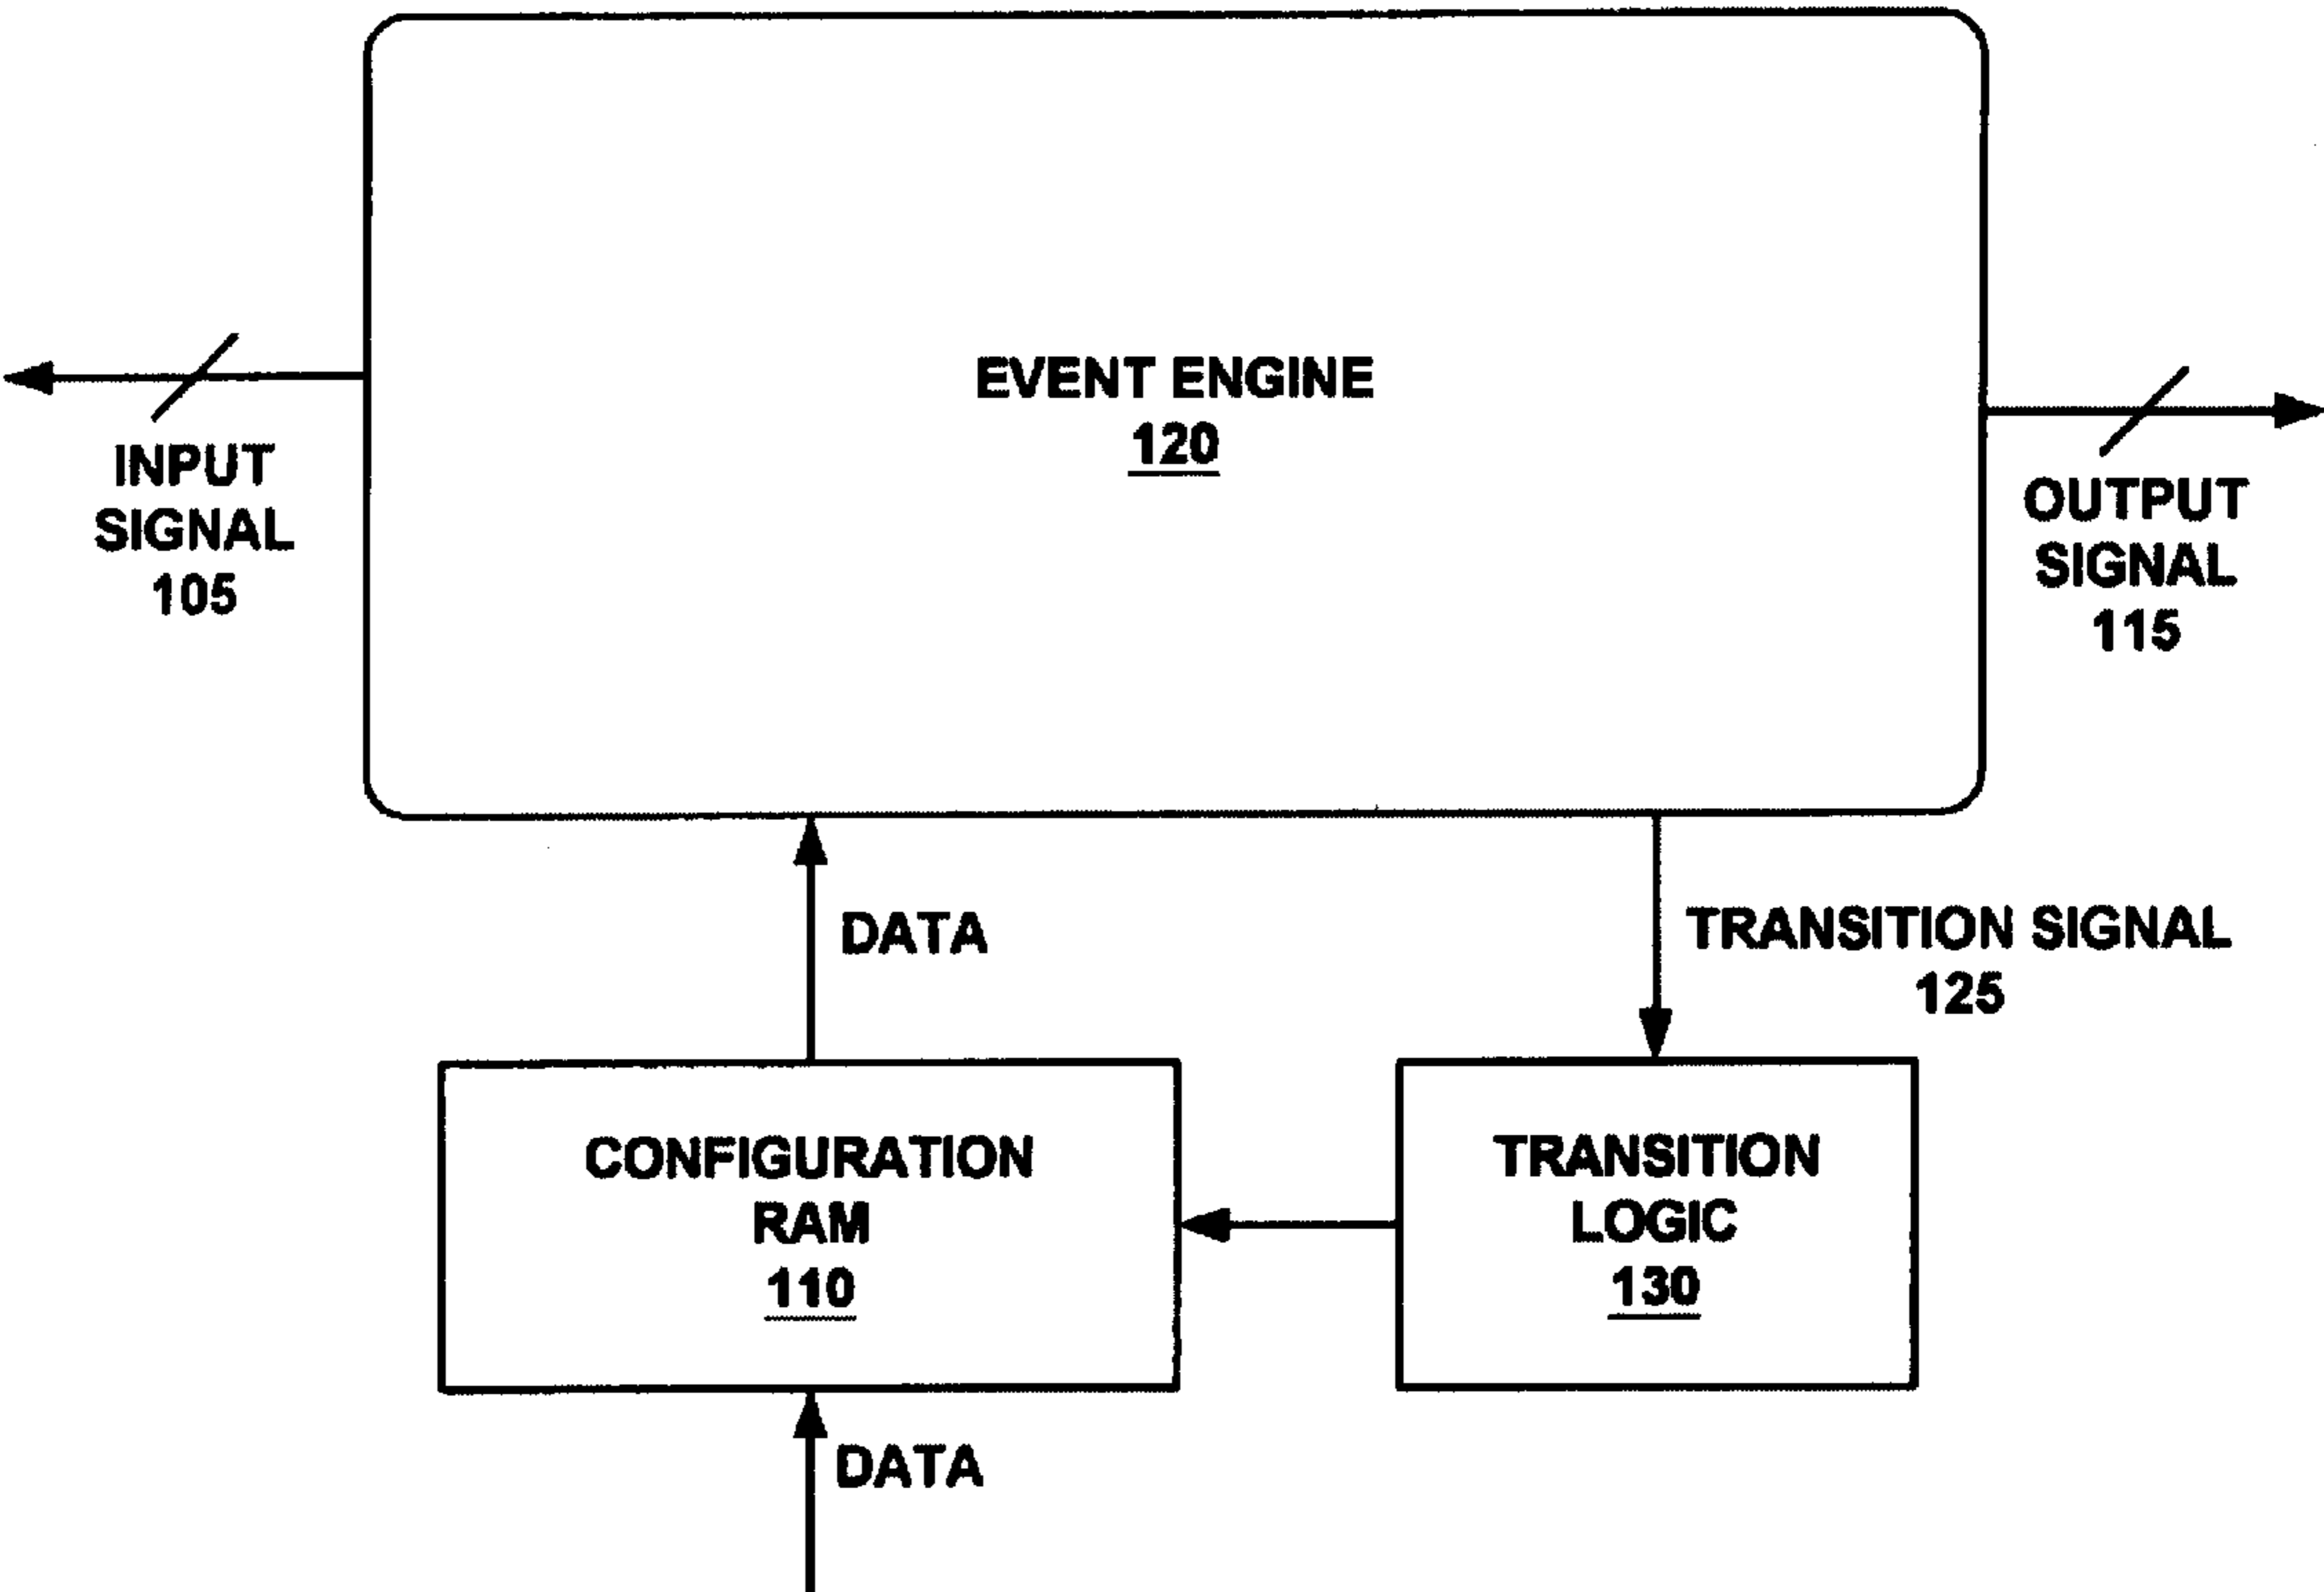 EVENT ENGINE
120
INPUT
SIGNAL
105
OUTPUT
SIGNAL
115
DATA
TRANSITION SIGNAL
125
CONFIGURATION
RAM
110
TRANSITION
LOGIC
130
DATA